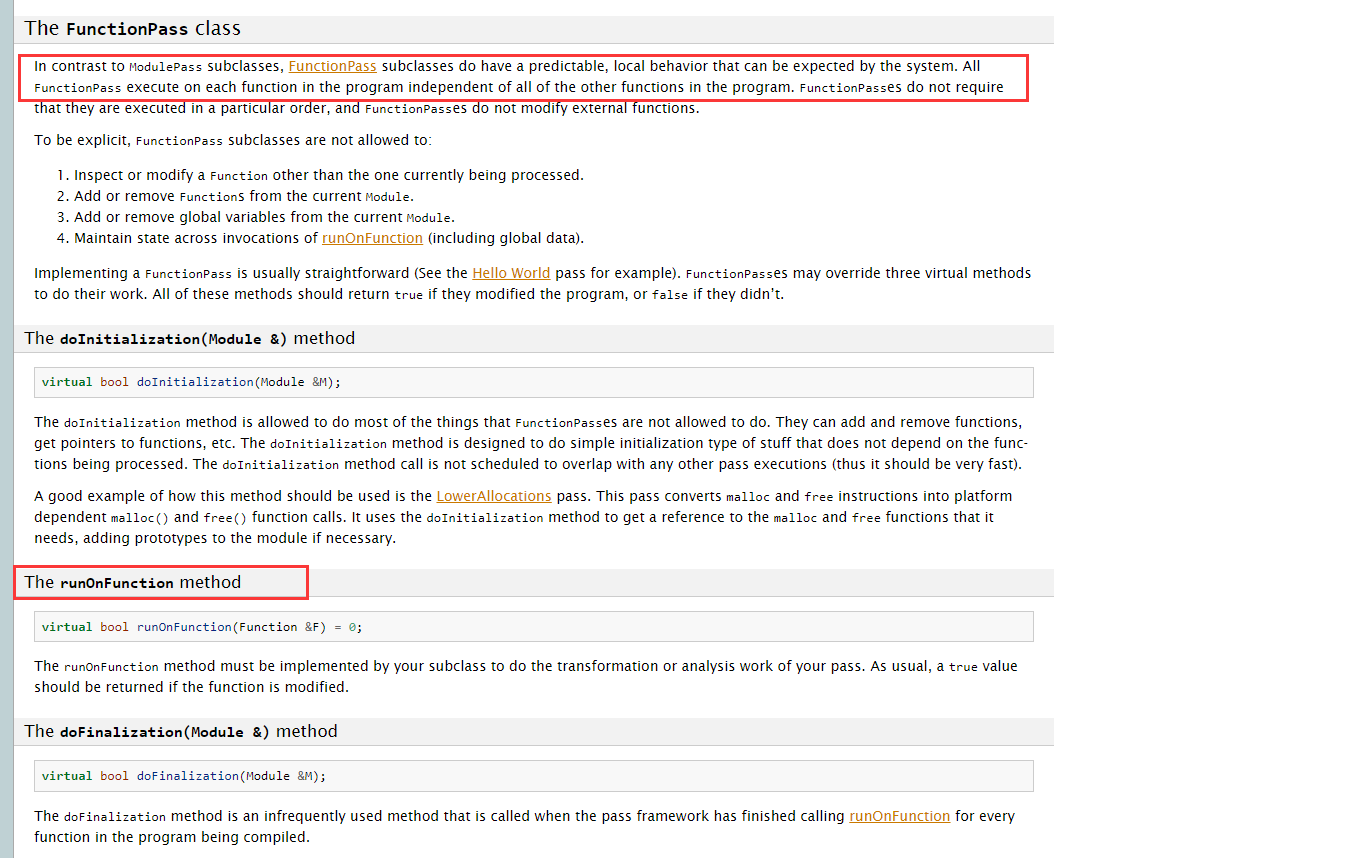 The FunctionPass class
In contrast to ModulePass subclasses, FunctionPass subclasses do have a predictable, local behavior that can be expected by the system. All
FunctionPass execute on each function in the program independent of all of the other functions in the program. FunctionPasses do not require
that they are executed in a particular order, and FunctionPasses do not modify external functions.
To be explicit, FunctionPass subclasses are not allowed to:
1. Inspect or modify a Function other than the one currently being processed.
2. Add or remove Functions from the current Module.
3. Add or remove global variables from the current Module.
4. Maintain state across invocations of runOnFunction (including global data).
Implementing a FunctionPass is usually straightforward (See the Hello World pass for example). FunctionPasses may override three virtual methods
to do their work. All of these methods should return true if they modified the program, or false if they didn’t.
The doInitialization(Module &) method
virtual bool doInitialization(Module &M);
The doInitialization method is allowed to do most of the things that FunctionPasses are not allowed to do. They can add and remove functions,
get pointers to functions, etc. The doInitialization method is designed to do simple initialization type of stuff that does not depend on the func-
tions being processed. The doInitialization method call is not scheduled to overlap with any other pass executions (thus it should be very fast).
A good example of how this method should be used is the LowerAllocations pass. This pass converts malloc and free instructions into platform
dependent malloc() and free() function calls. It uses the doInitialization method to get a reference to the malloc and free functions that it
needs, adding prototypes to the module if necessary.
The runOnFunction method
virtual bool runOnFunction(Function &F) = 0;
The runOnFunction method must be implemented by your subclass to do the transformation or analysis work of your pass. As usual, a true value
should be returned if the function is modified.
The doFinalization(Module &) method
virtual bool doFinalization(Module &M);
The doFinalization method is an infrequently used method that is called when the pass framework has finished calling runOnFunction for every
function in the program being compiled.